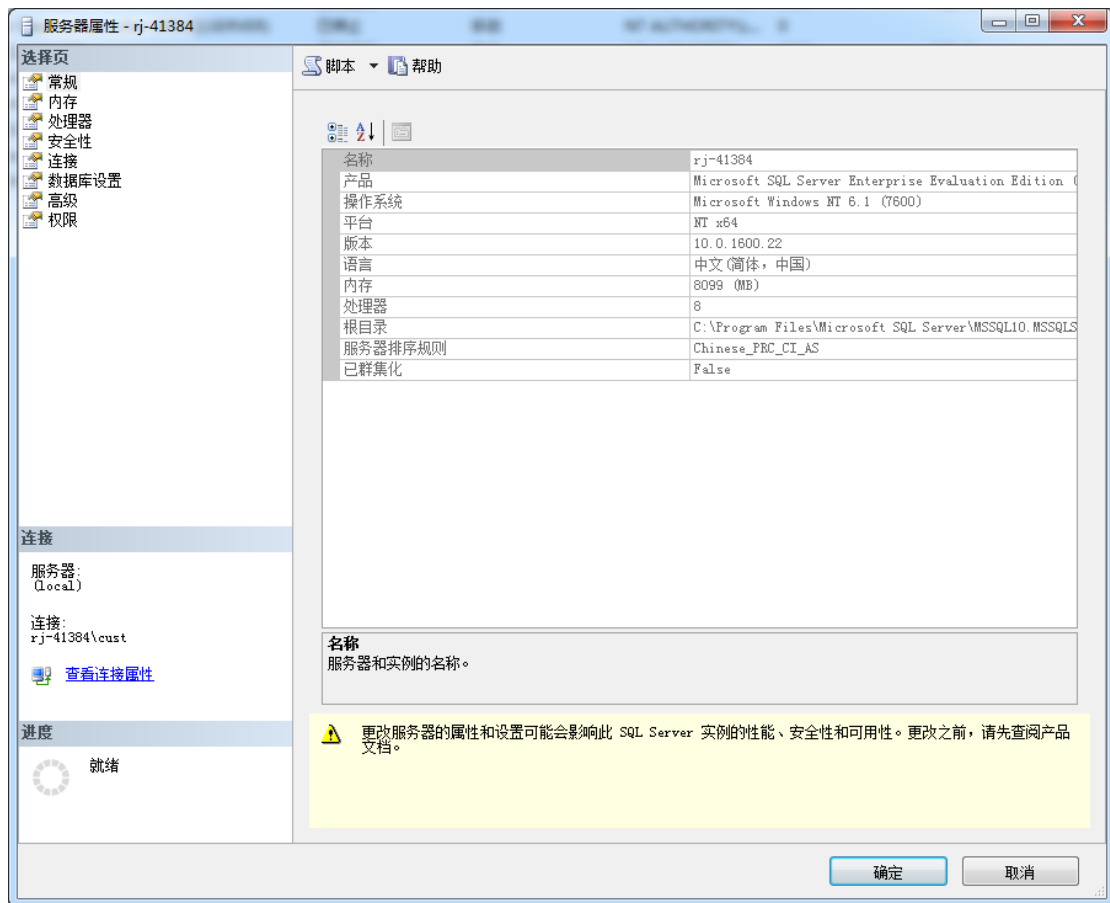 服务器属性 - rj-41384
选择页
常规
内存
处理器
安全性
连接
数据库设置
高级
权限
连接
服务器:
(local)
连接:
rj-41384\cust
查看连接属性
进度
就绪
脚本 帮助
名称 rj-41384
产品 Microsoft SQL Server Enterprise Evaluation Edition (
操作系统 Microsoft Windows NT 6.1 (7600)
平台 NT x64
版本 10.0.1600.22
语言 中文(简体，中国)
内存 8099 (MB)
处理器 8
根目录 C:\Program Files\Microsoft SQL Server\MSSQL10.MSSQLS
服务器排序规则 Chinese_PRC_CI_AS
已群集化 False
名称
服务器和实例的名称。
更改服务器的属性和设置可能会影响此 SQL Server 实例的性能、安全性和可用性。更改之前，请先查阅产品
文档。
确定 取消